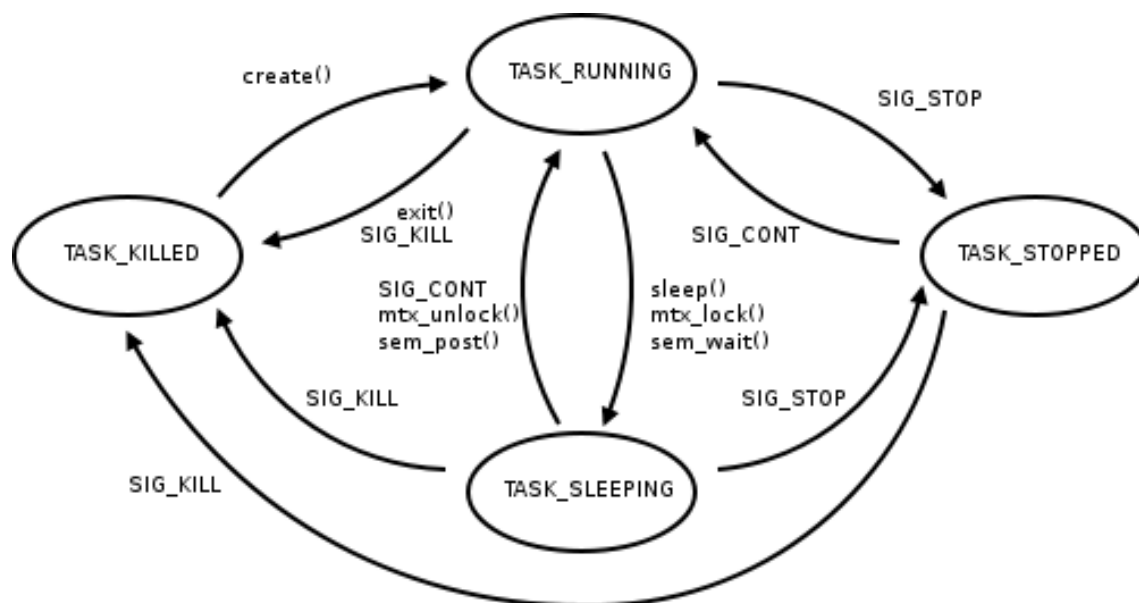 TASK_RUNNING
create()
SIG_STOP
exit()
SIG_KILL
SIG_CONT
TASK_KILLED
TASK_STOPPED
SIG_CONT
mtx_unlock()
sem_post()
sleep()
mtx_lock()
sem_wait()
SIG_KILL
SIG_STOP
SIG_KILL
TASK_SLEEPING